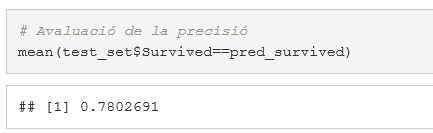 # Avaluació de la precisió
mean(test_set$Survived==pred_survived)
## [1] 0.7802691